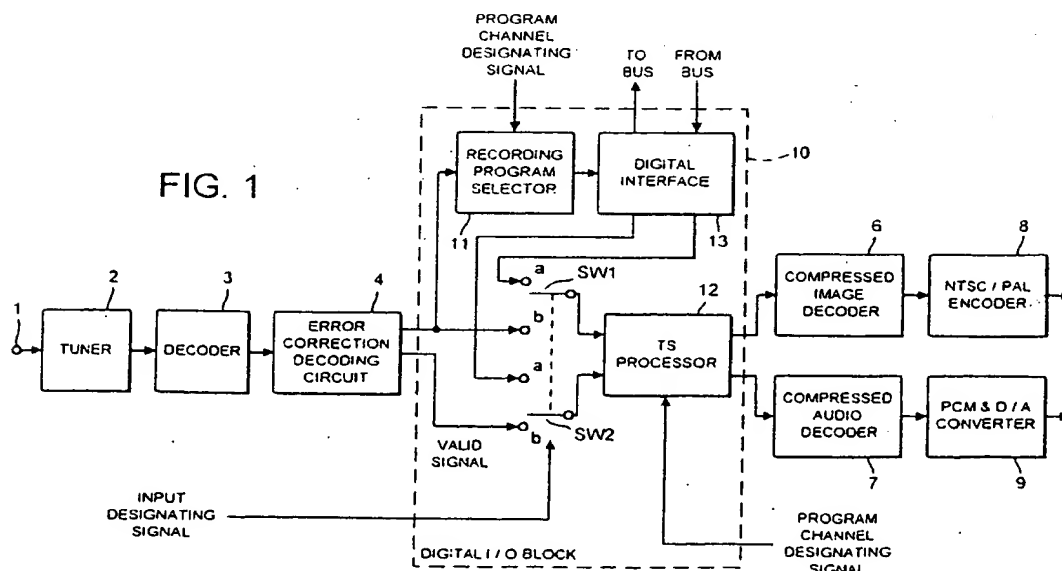 PROGRAM
CHANNEL
DESIGNATING
SIGNAL
TO
BUS
FROM
BUS
FIG. 1
RECORDING
PROGRAM
SELECTOR
11
DIGITAL
INTERFACE
13
10
1
2
TUNER
3
DECODER
4
ERROR
CORRECTION
DECODING
CIRCUIT
a
SW1
b
a
SW2
b
VALID
SIGNAL
12
TS
PROCESSOR
6
COMPRESSED
IMAGE
DECODER
8
NTSC / PAL
ENCODER
COMPRESSED
AUDIO
DECODER
7
PCM & D / A
CONVERTER
9
INPUT
DESIGNATING
SIGNAL
DIGITAL I / O BLOCK
PROGRAM
CHANNEL
DESIGNATING
SIGNAL